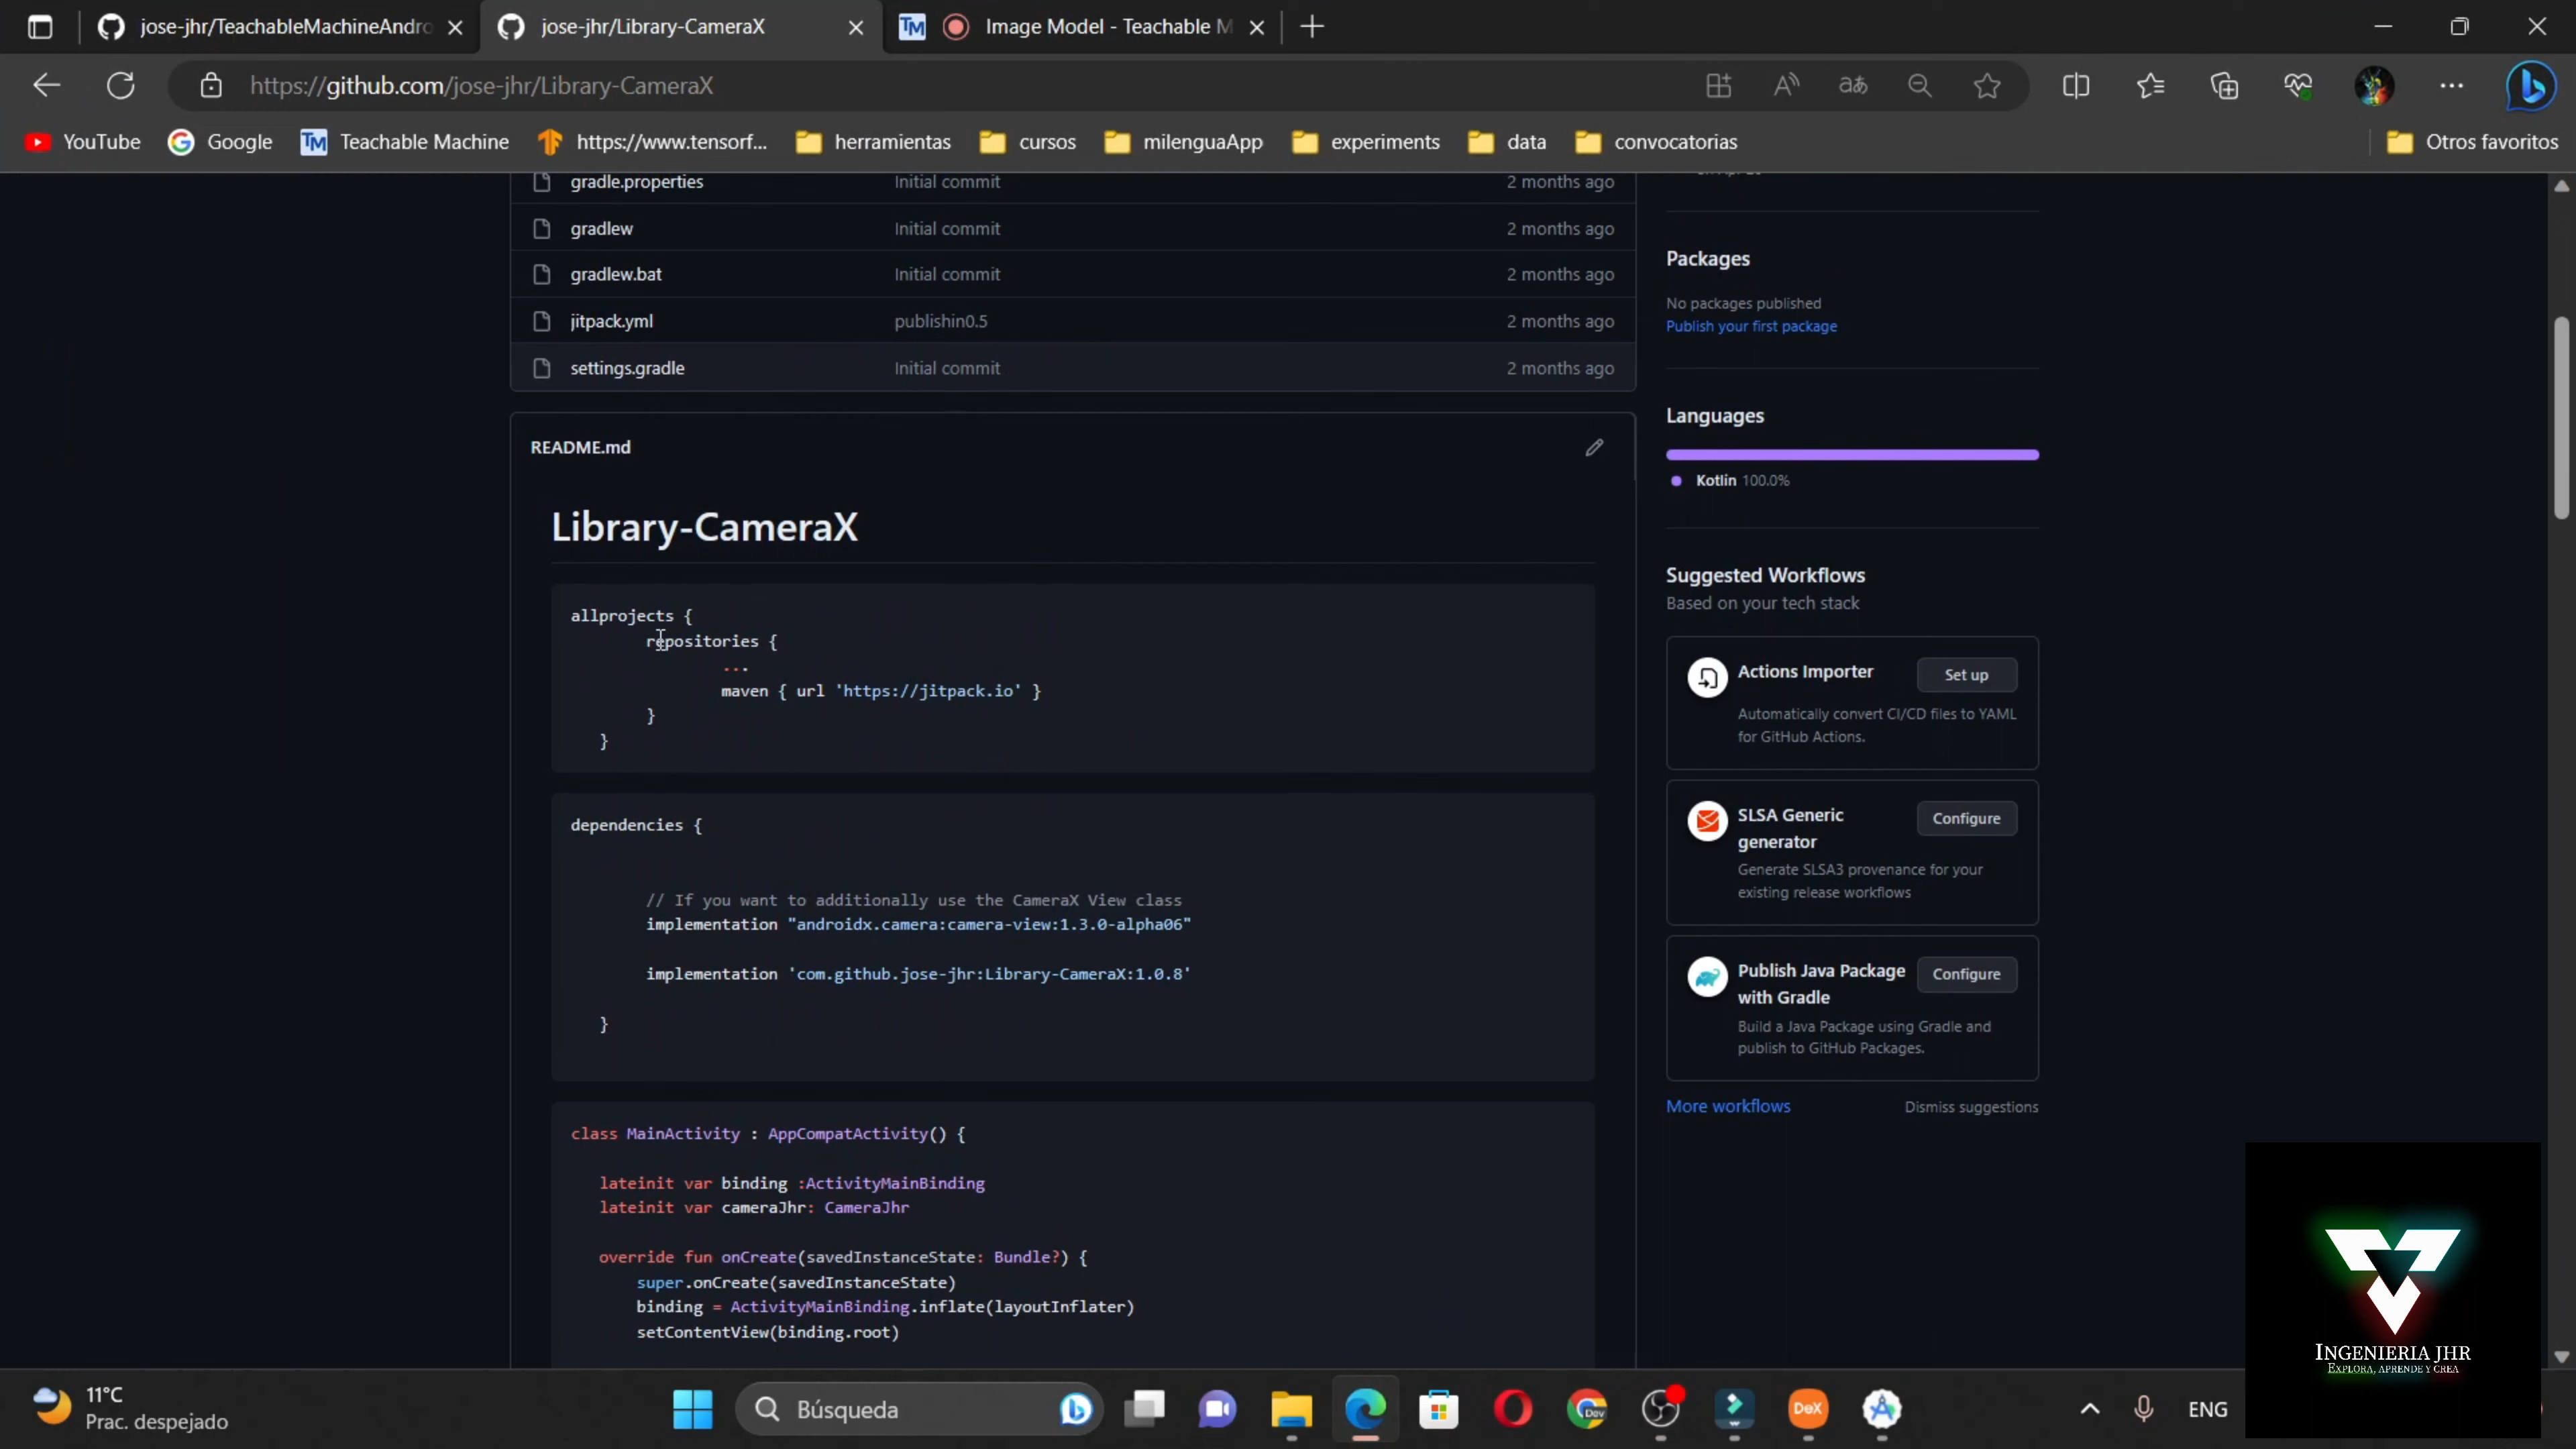 jose-jhr/TeachableMachineAndro
jose-jhr/Library-CameraX
TM
Image Model - Teachable M
https://github.com/jose-jhr/Library-CameraX
YouTube
Google
TM
Teachable Machine
https://www.tensorf...
herramientas
cursos
milenguaApp
experiments
data
convocatorias
Otros favoritos
gradle.properties
Initial commit
2 months ago
gradlew
Initial commit
2 months ago
gradlew.bat
Initial commit
2 months ago
jitpack.yml
publishin0.5
2 months ago
settings.gradle
Initial commit
2 months ago
README.md
Library-CameraX
allprojects {
repositories {
...
maven { url 'https://jitpack.io' }
}
}
dependencies {
// If you want to additionally use the CameraX View class
implementation "androidx.camera:camera-view:1.3.0-alpha06"
implementation 'com.github.jose-jhr:Library-CameraX:1.0.8'
}
class MainActivity : AppCompatActivity() {
lateinit var binding :ActivityMainBinding
lateinit var cameraJhr: CameraJhr
override fun onCreate(savedInstanceState: Bundle?) {
super.onCreate(savedInstanceState)
binding = ActivityMainBinding.inflate(layoutInflater)
setContentView(binding.root)
Packages
No packages published
Publish your first package
Languages
Kotlin 100.0%
Suggested Workflows
Based on your tech stack
Actions Importer
Set up
Automatically convert CI/CD files to YAML
for GitHub Actions.
SLSA Generic
generator
Configure
Generate SLSA3 provenance for your
existing release workflows
Publish Java Package
with Gradle
Configure
Build a Java Package using Gradle and
publish to GitHub Packages.
More workflows
Dismiss suggestions
INGENIERIA JHR
EXPLORA, APRENDE Y CREA
11°C
Prac. despejado
Búsqueda
Dev
DeX
ENG